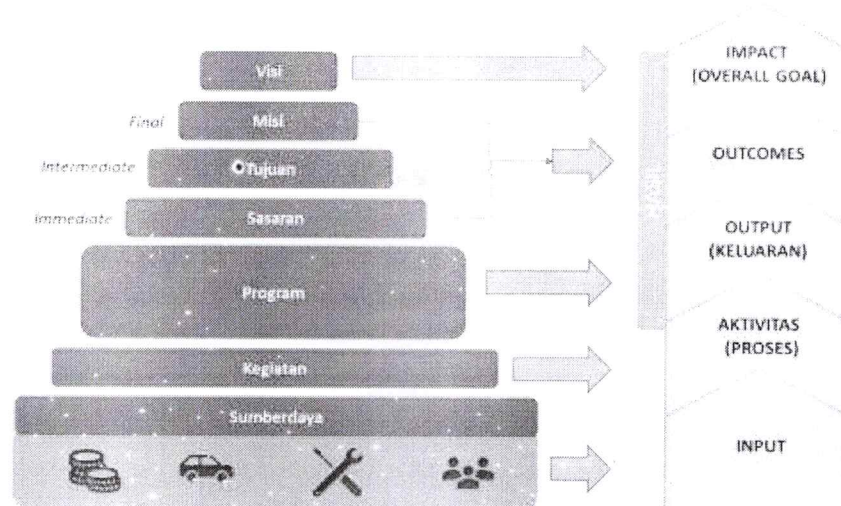 Visi
IMPACT
(OVERALL GOAL)
Final
Misi
Intermediate
Tujuan
OUTCOMES
Immediate
Sasaran
OUTPUT
(KELUARAN)
Program
AKTIVITAS
(PROSES)
Kegiatan
Sumberdaya
INPUT